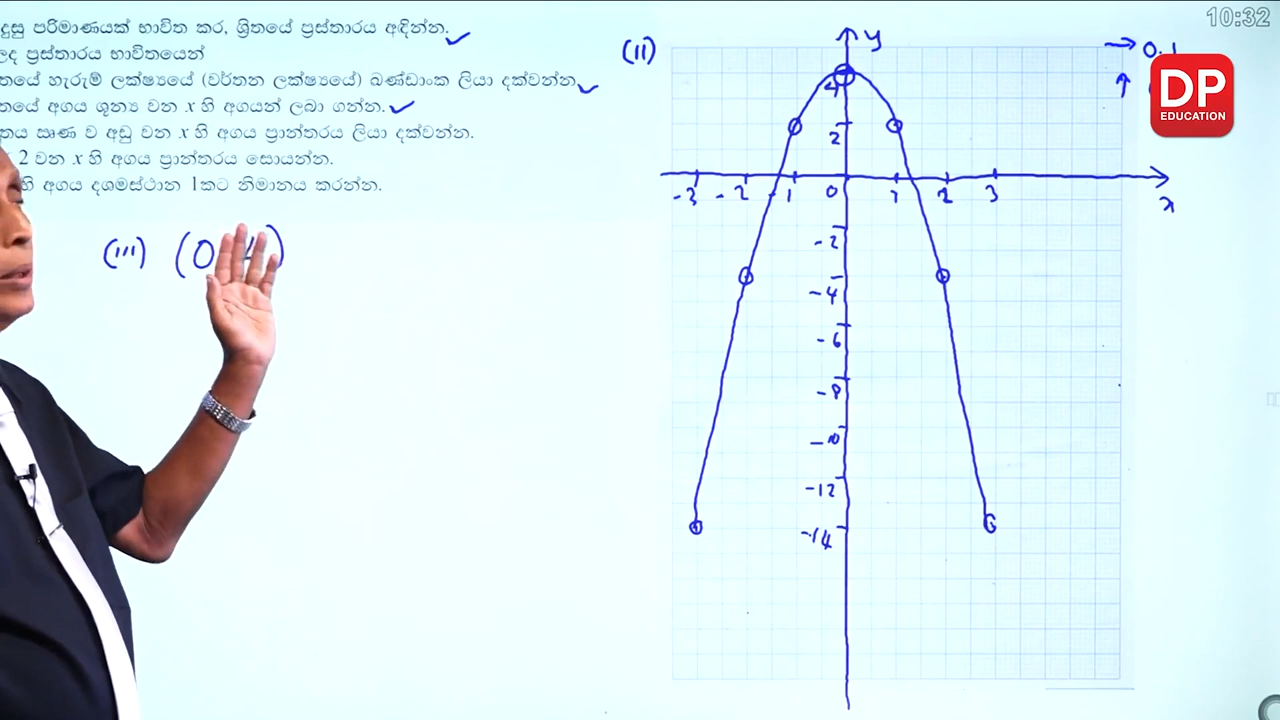 10:32
දුසු පරිමාණයක් භාවිත කර, ශ්‍රිතයේ ප්‍රස්තාරය අඳින්න.
ලද ප්‍රස්තාරය භාවිතයෙන්
තයේ හැරුම් ලක්ෂ්‍යයේ (වර්තන ලක්ෂ්‍යයේ) ඛණ්ඩාංක ලියා දක්වන්න.
තයේ අගය ශූන්‍ය වන x හි අගයන් ලබා ගන්න.
තය ඍණ ව අඩු වන x හි අගය ප්‍රාන්තරය ලියා දක්වන්න.
2 වන x හි අගය ප්‍රාන්තරය සොයන්න.
හි අගය දශමස්ථාන 1කට නිමානය කරන්න.
(iii) (0
(ii)
y
→ 0.1
↑
DP
EDUCATION
4
2
-3 -2 -1 0 1 2 3
x
-2
-4
-6
-8
-10
-12
-14